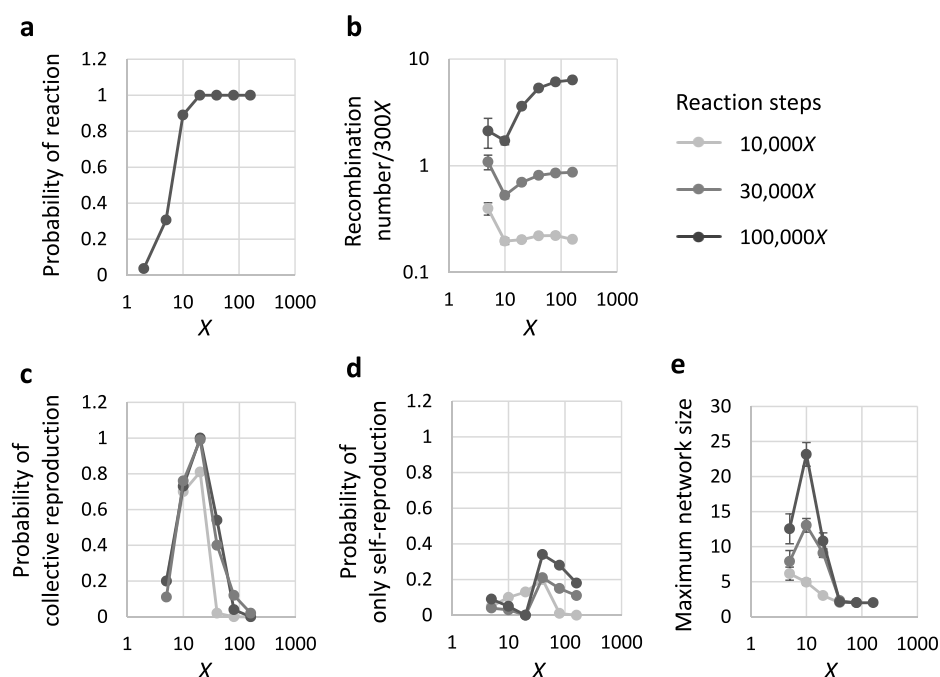 a
Probability of reaction
1.2
1
0.8
0.6
0.4
0.2
0
1 10 100 1000
X
b
Recombination
number/300X
10
1
0.1
1 10 100 1000
X
Reaction steps
10,000X
30,000X
100,000X
c
Probability of
collective reproduction
1.2
1
0.8
0.6
0.4
0.2
0
1 10 100 1000
X
d
Probability of
only self-reproduction
1.2
1
0.8
0.6
0.4
0.2
0
1 10 100 1000
X
e
Maximum network size
30
25
20
15
10
5
0
1 10 100 1000
X